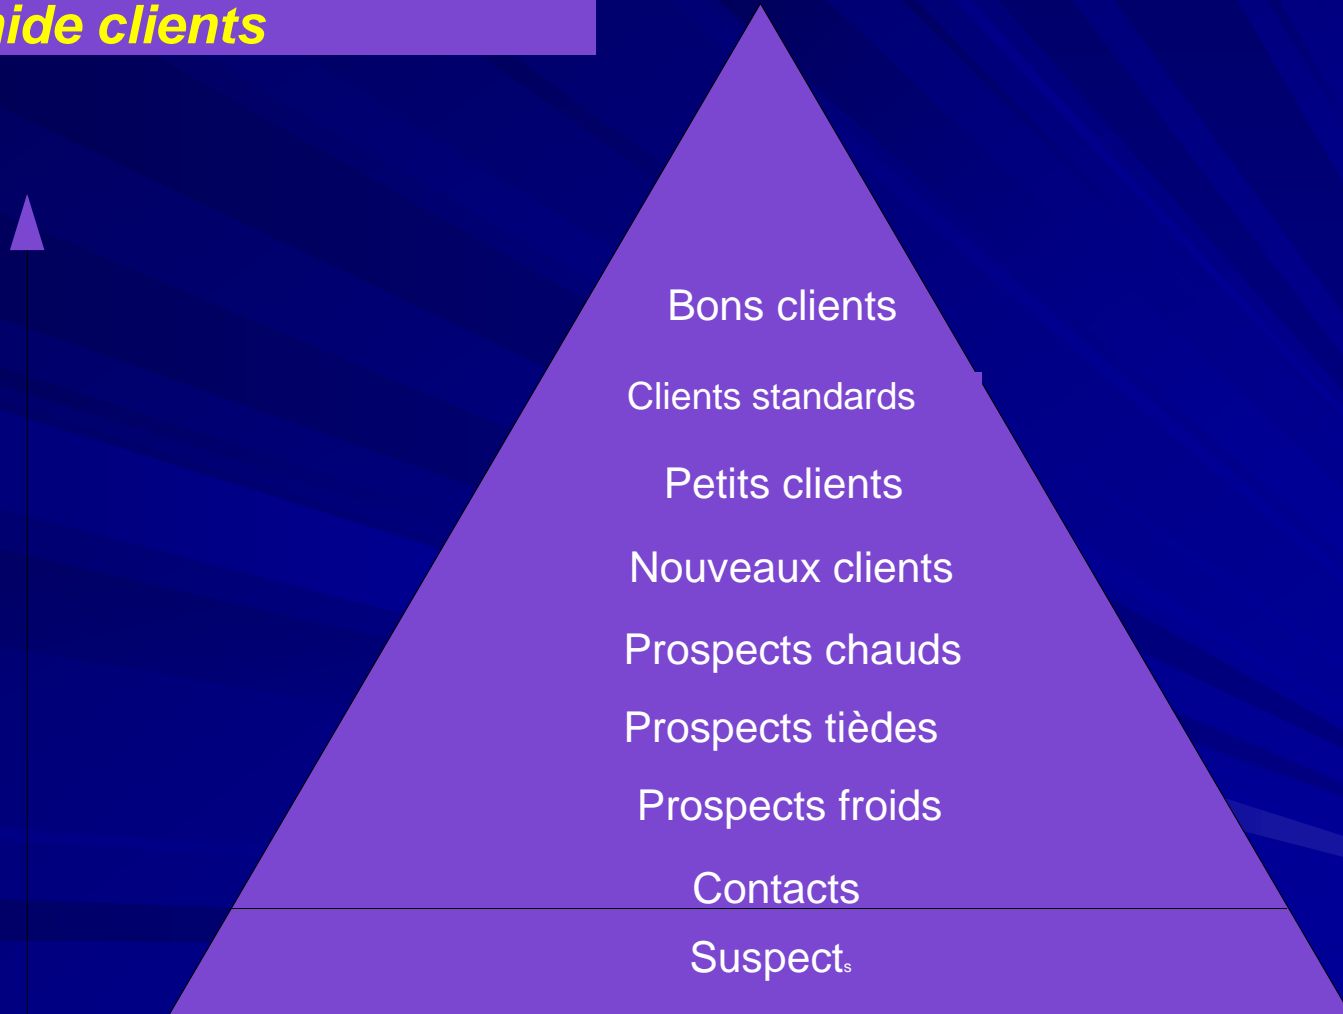 ide clients
Bons clients
Clients standards
Petits clients
Nouveaux clients
Prospects chauds
Prospects tièdes
Prospects froids
Contacts
Suspects